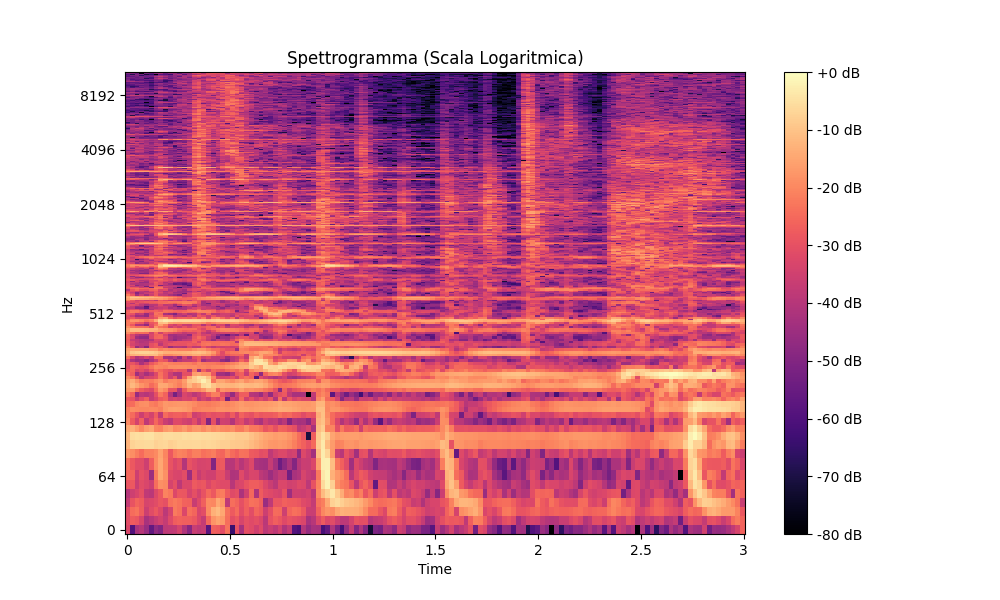 Spettrogramma (Scala Logaritmica)
Hz
8192
4096
2048
1024
512
256
128
64
0
0 0.5 1 1.5 2 2.5 3
Time
+0 dB
-10 dB
-20 dB
-30 dB
-40 dB
-50 dB
-60 dB
-70 dB
-80 dB